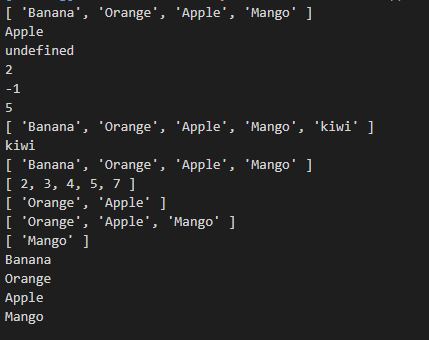 [ 'Banana', 'Orange', 'Apple', 'Mango' ]
Apple
undefined
2
-1
5
[ 'Banana', 'Orange', 'Apple', 'Mango', 'kiwi' ]
kiwi
[ 'Banana', 'Orange', 'Apple', 'Mango' ]
[ 2, 3, 4, 5, 7 ]
[ 'Orange', 'Apple' ]
[ 'Orange', 'Apple', 'Mango' ]
[ 'Mango' ]
Banana
Orange
Apple
Mango